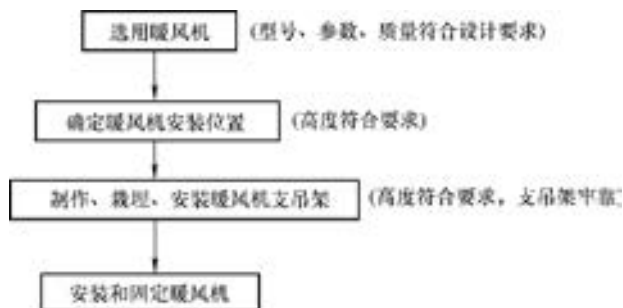 选用暖风机 (型号、参数、质量符合设计要求)
确定暖风机安装位置 (高度符合要求)
制作、栽埋、安装暖风机支吊架 (高度符合要求，支吊架牢靠)
安装和固定暖风机